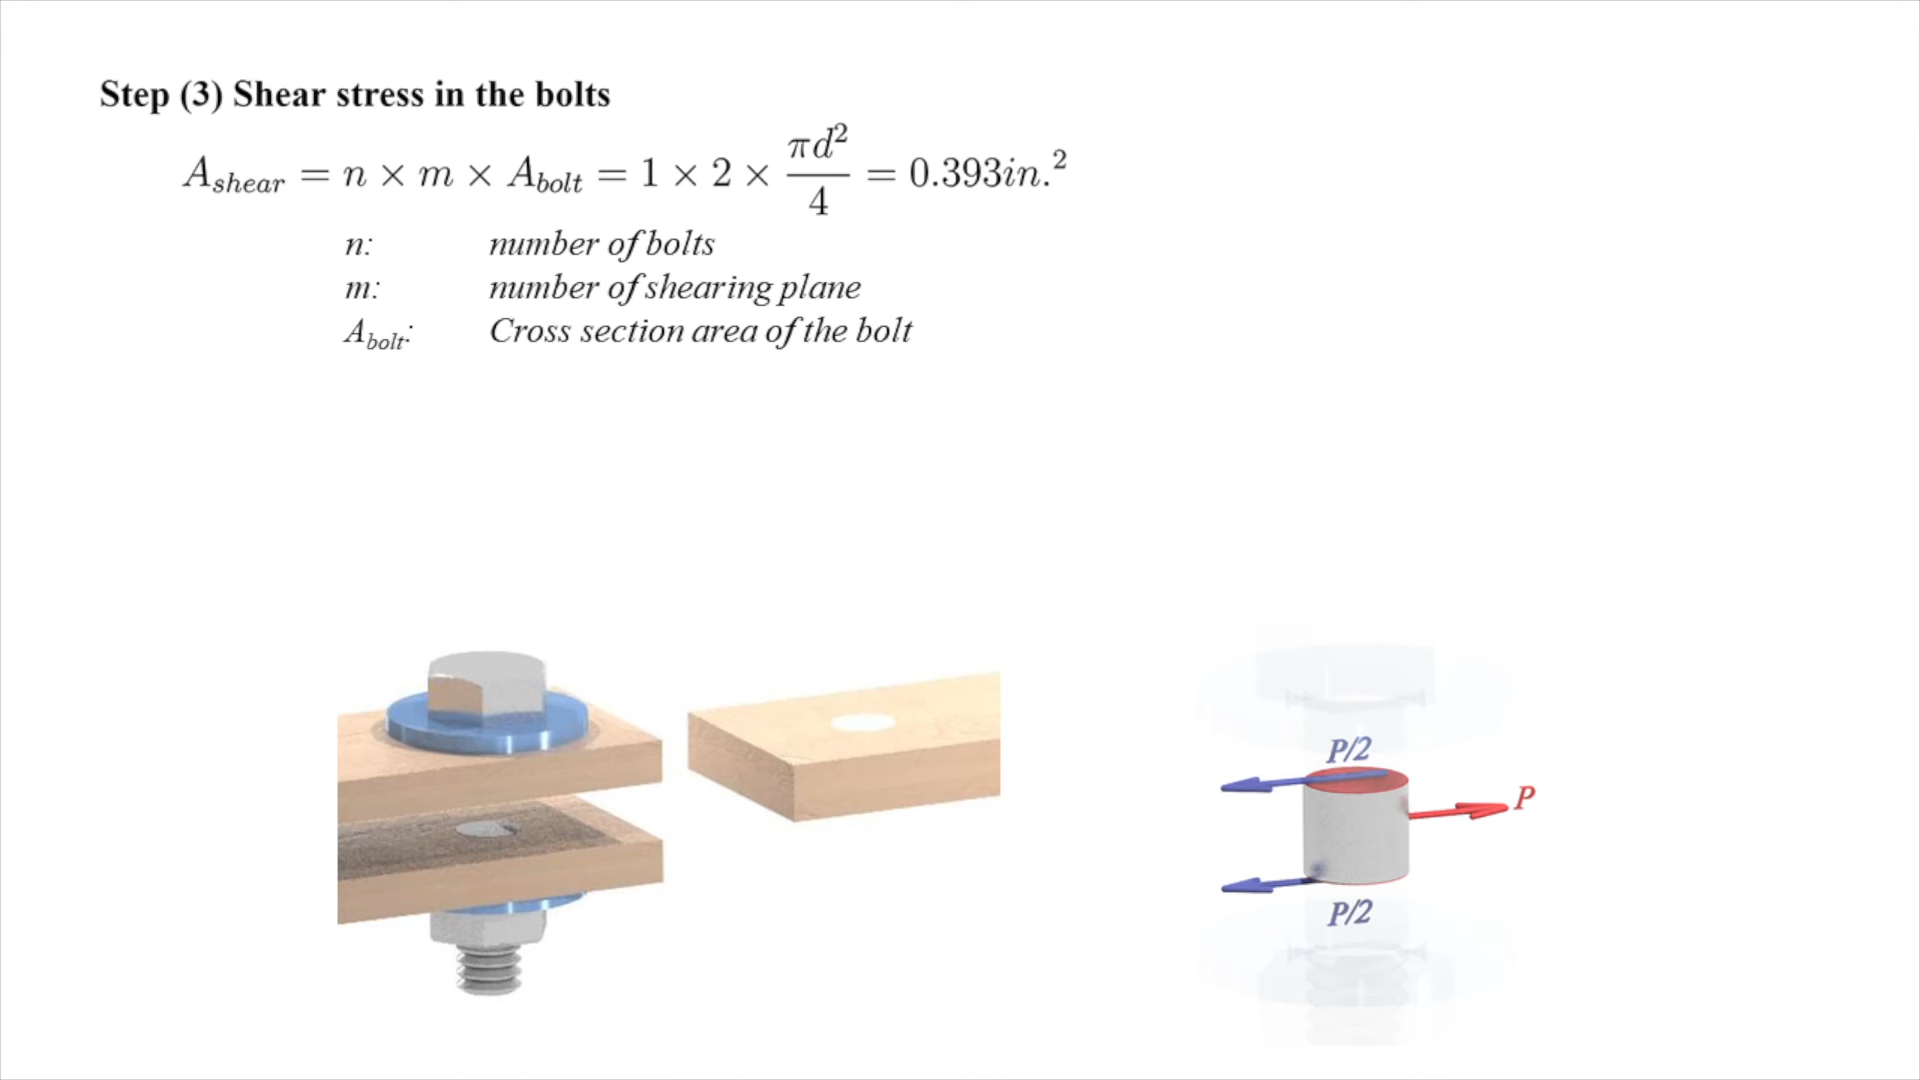 Step (3) Shear stress in the bolts
A_shear = n × m × A_bolt = 1 × 2 × πd²/4 = 0.393in.²
n: number of bolts
m: number of shearing plane
A_bolt: Cross section area of the bolt
P/2
P
P/2